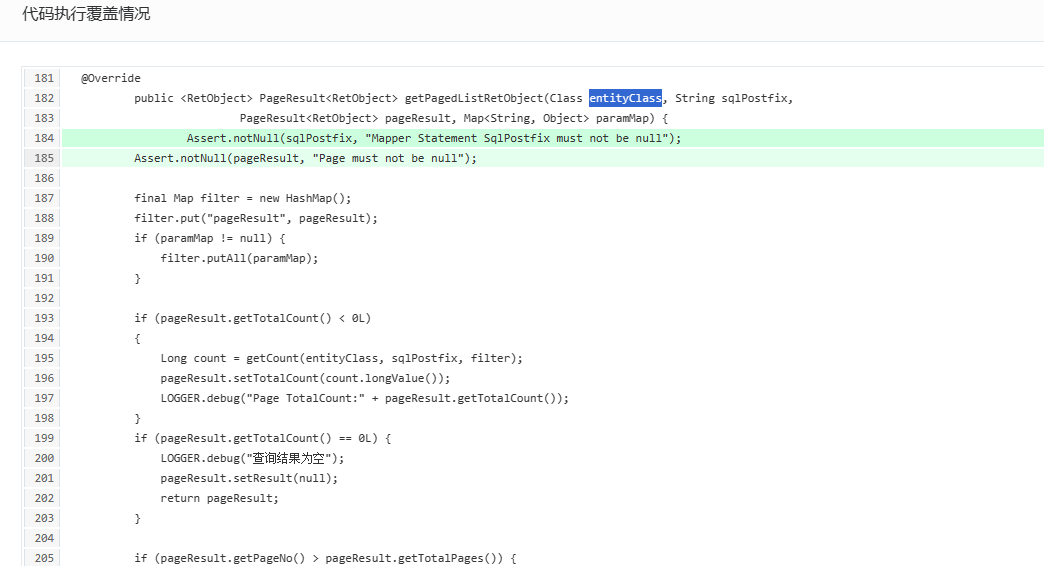 代码执行覆盖情况
181 @Override
182 public <RetObject> PageResult<RetObject> getPagedListRetObject(Class entityClass, String sqlPostfix,
183 PageResult<RetObject> pageResult, Map<String, Object> paramMap) {
184 Assert.notNull(sqlPostfix, "Mapper Statement SqlPostfix must not be null");
185 Assert.notNull(pageResult, "Page must not be null");
186
187 final Map filter = new HashMap();
188 filter.put("pageResult", pageResult);
189 if (paramMap != null) {
190 filter.putAll(paramMap);
191 }
192
193 if (pageResult.getTotalCount() < 0L)
194 {
195 Long count = getCount(entityClass, sqlPostfix, filter);
196 pageResult.setTotalCount(count.longValue());
197 LOGGER.debug("Page TotalCount:" + pageResult.getTotalCount());
198 }
199 if (pageResult.getTotalCount() == 0L) {
200 LOGGER.debug("查询结果为空");
201 pageResult.setResult(null);
202 return pageResult;
203 }
204
205 if (pageResult.getPageNo() > pageResult.getTotalPages()) {